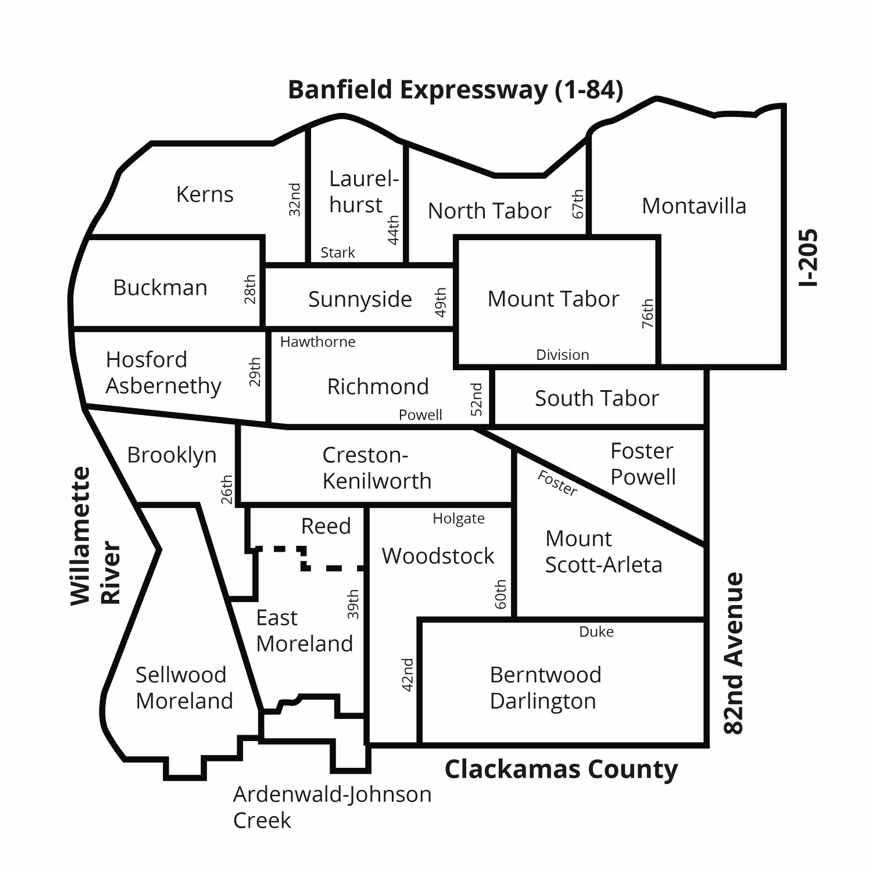 Banfield Expressway (1-84)
Kerns
32nd
Laurel-
hurst
44th
Stark
North Tabor
67th
Montavilla
I-205
Buckman
28th
Sunnyside
49th
Mount Tabor
76th
Division
Hosford
Asbernethy
29th
Hawthorne
Richmond
Powell
52nd
South Tabor
Brooklyn
26th
Creston-
Kenilworth
Foster
Powell
Foster
Willamette
River
Reed
Holgate
Woodstock
60th
Mount
Scott-Arleta
39th
East
Moreland
Duke
Sellwood
Moreland
42nd
Berntwood
Darlington
82nd Avenue
Clackamas County
Ardenwald-Johnson
Creek